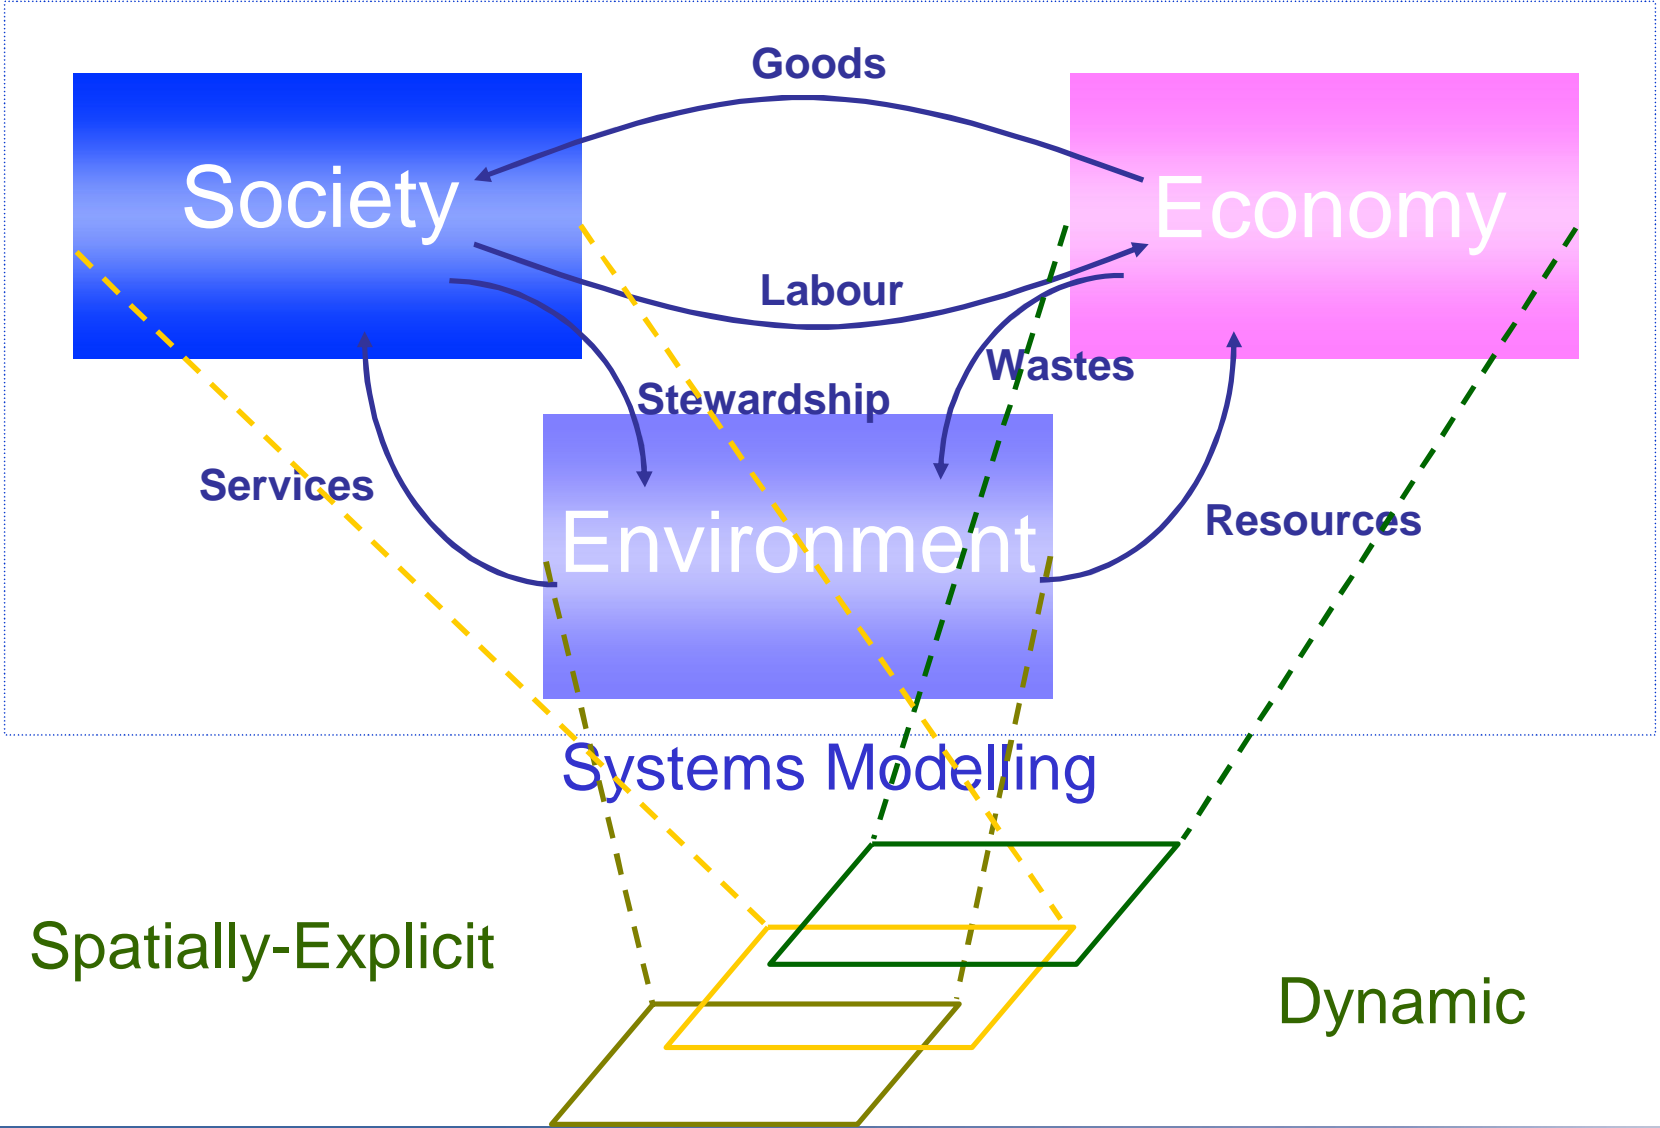 Goods
Society
Economy
Labour
Wastes
Stewardship
Services
Resources
Environment
Systems Modelling
Spatially-Explicit
Dynamic